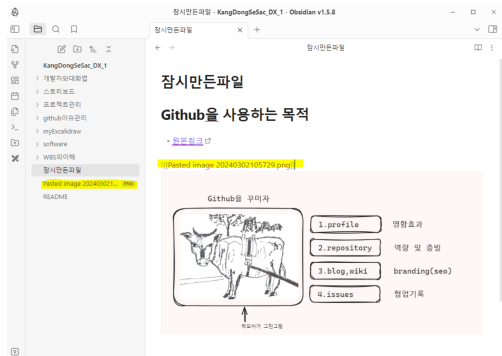 잠시만든파일 - KangDongSeSac_DX_1 - Obsidian v1.5.8
잠시만든파일
잠시만든파일
KangDongSeSac_DX_1
개발자와대화법
스토리보드
프로젝트관리
github이슈관리
myExcalidraw
software
WBS의이해
잠시만든파일
Pasted image 202403021... PNG
README
잠시만든파일
Github을 사용하는 목적
원본링크
![[Pasted image 20240302105729.png]]
Github을 꾸미자
1.profile 명함효과
2.repository 역량 및 증빙
3.blog,wiki branding(seo)
4.issues 협업기록